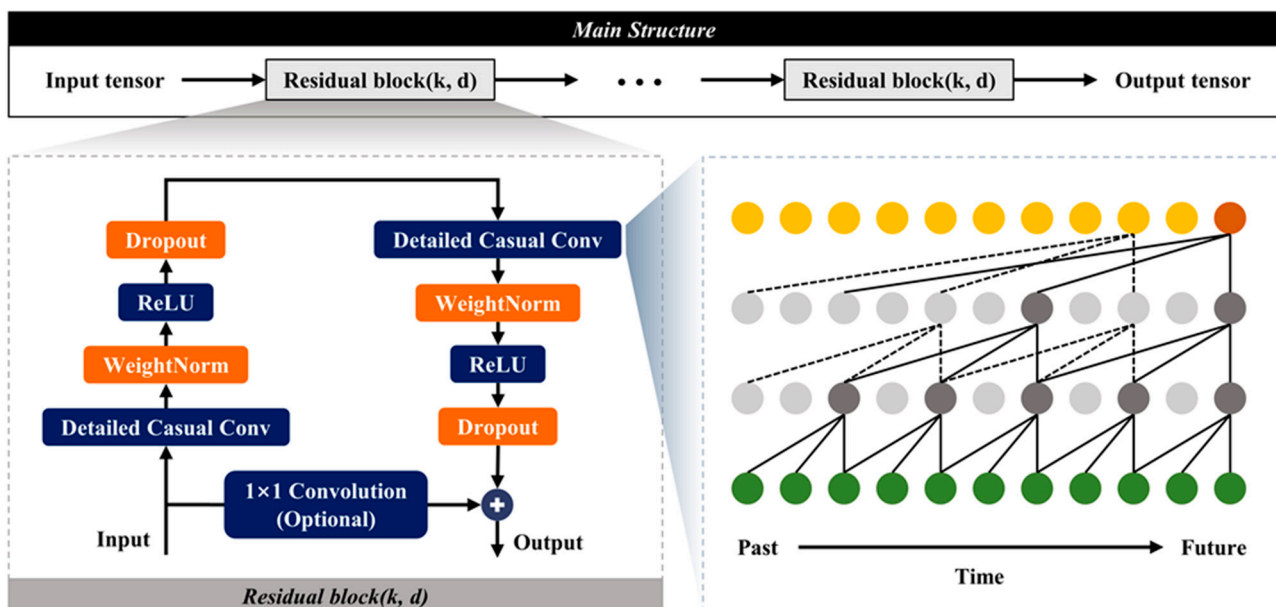 Main Structure
Input tensor
Residual block(k, d)
• • •
Residual block(k, d)
Output tensor
Dropout
ReLU
WeightNorm
Detailed Casual Conv
Detailed Casual Conv
WeightNorm
ReLU
Dropout
1×1 Convolution
(Optional)
Input
Output
Residual block(k, d)
Past
Future
Time